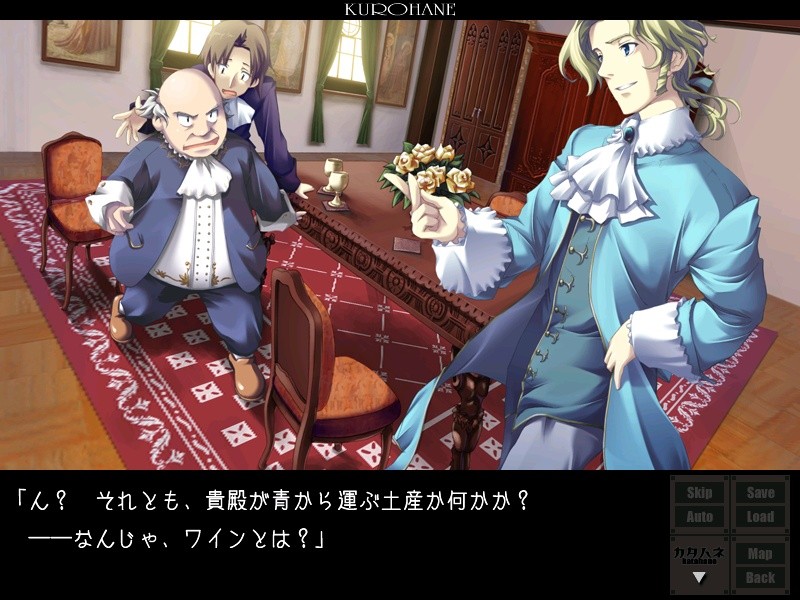 KUROHANE
「ん？　それとも、貴殿が青から運ぶ土産か何かか？
――なんじゃ、ワインとは？」
Skip
Save
Auto
Load
カタハネ
Katahane
Map
Back